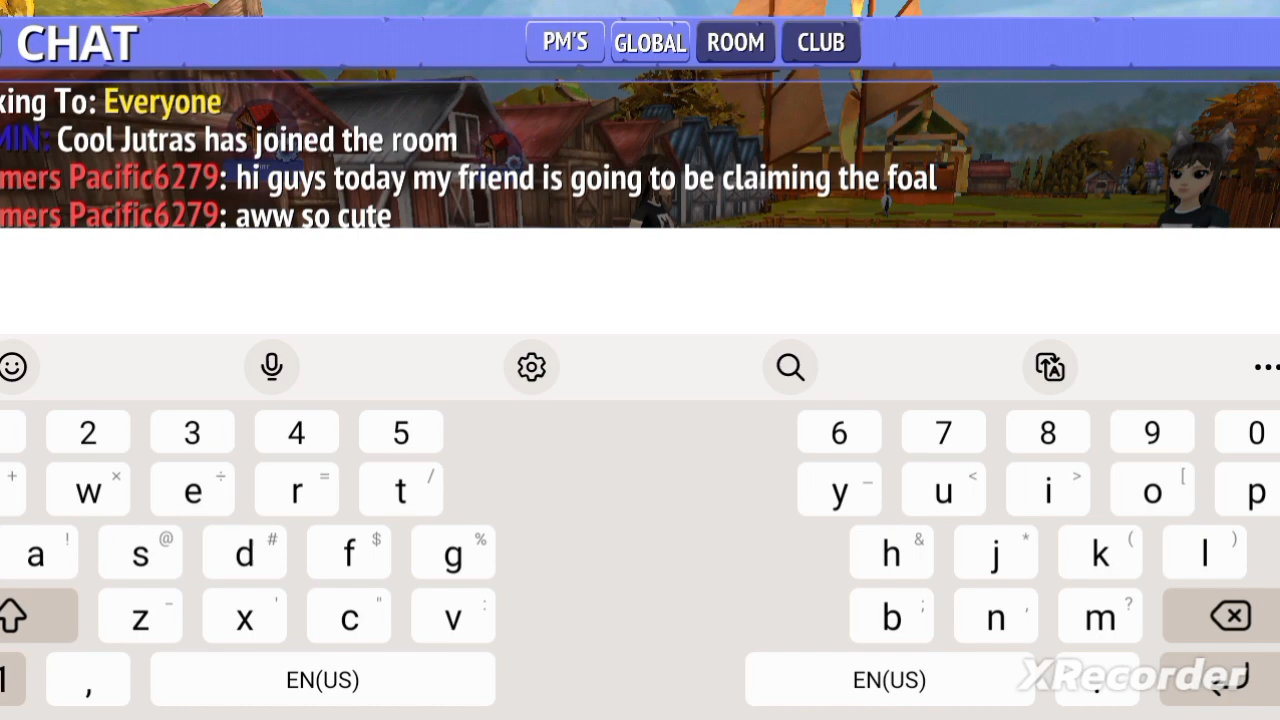 CHAT PM'S GLOBAL ROOM CLUB
king To: Everyone
MIN: Cool Jutras has joined the room
mers Pacific6279: hi guys today my friend is going to be claiming the foal
mers Pacific6279: aww so cute
2 3 4 5 6 7 8 9 0
+ w × e ÷ r = t / y _ u < i > o [ p
a ! s @ d # f $ g % h & j * k ( l )
z - x ' c " v : b ; n , m ?
1 , EN(US) EN(US) .
XRecorder